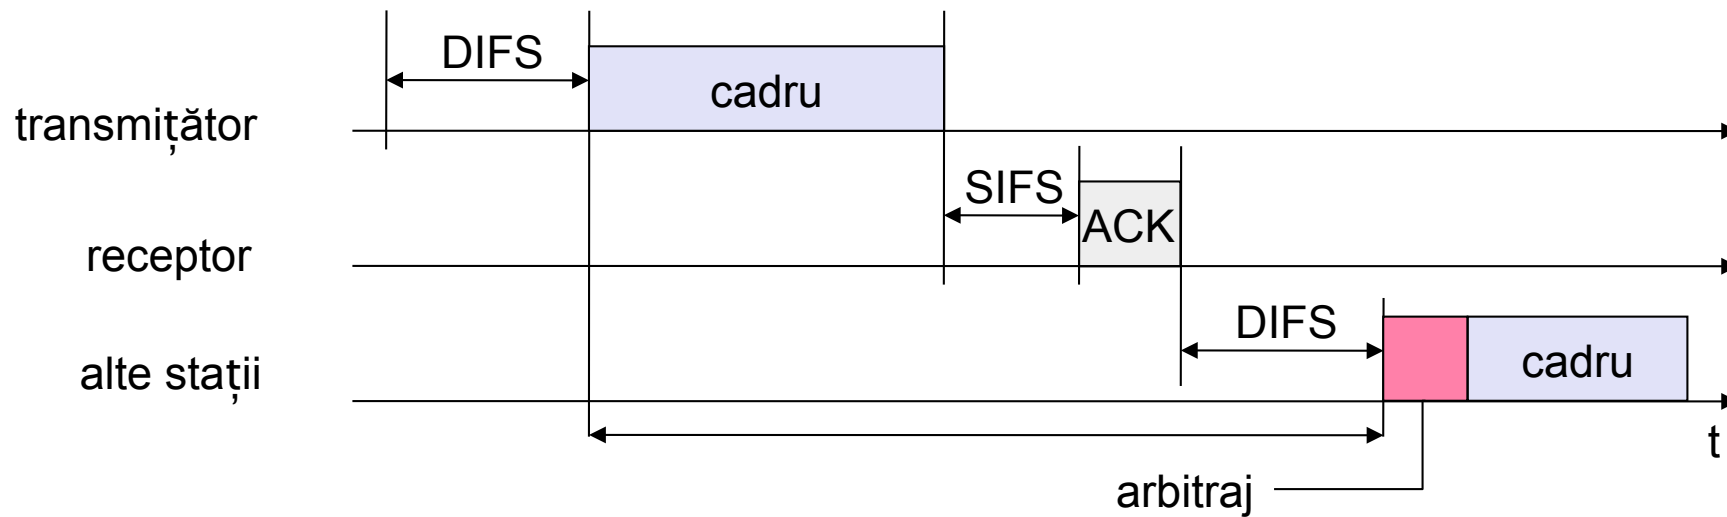 DIFS
cadru
transmițător
SIFS
ACK
receptor
DIFS
cadru
alte stații
t
arbitraj